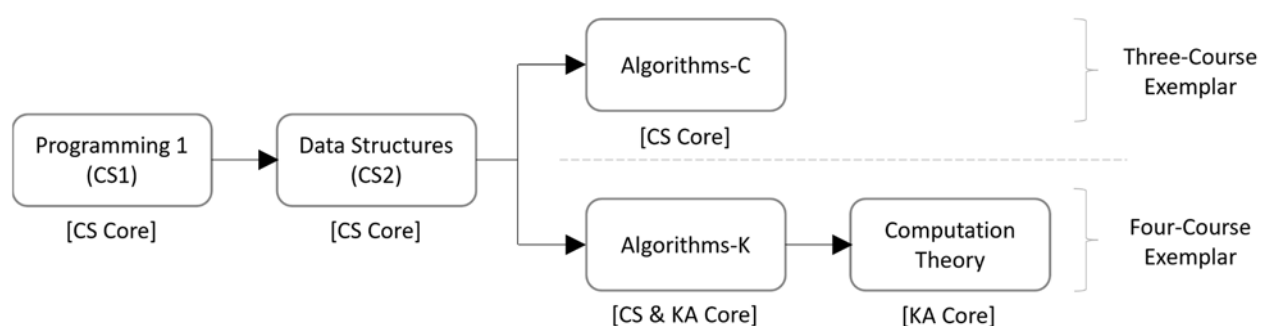 Programming 1
(CS1)
[CS Core]
Data Structures
(CS2)
[CS Core]
Algorithms-C
[CS Core]
Three-Course
Exemplar
Algorithms-K
[CS & KA Core]
Computation
Theory
[KA Core]
Four-Course
Exemplar